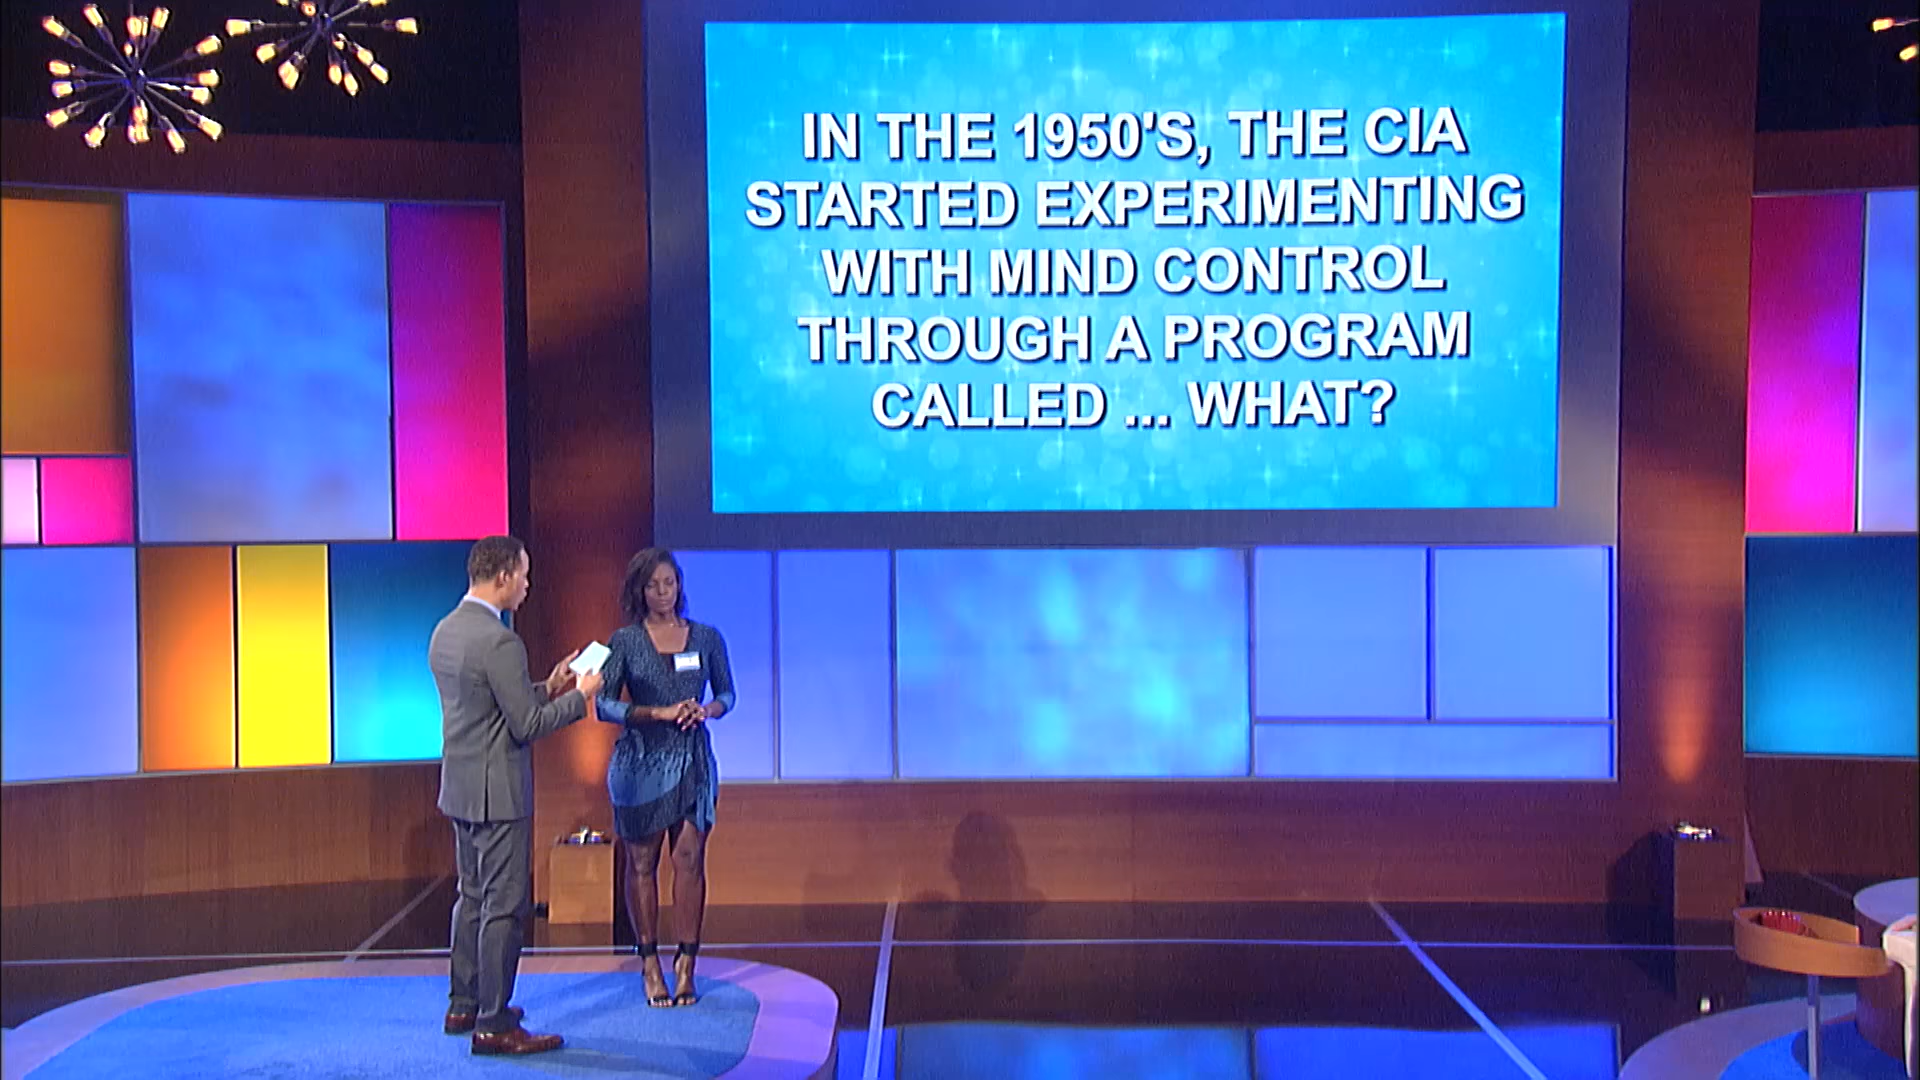 IN THE 1950'S, THE CIA
STARTED EXPERIMENTING
WITH MIND CONTROL
THROUGH A PROGRAM
CALLED ... WHAT?